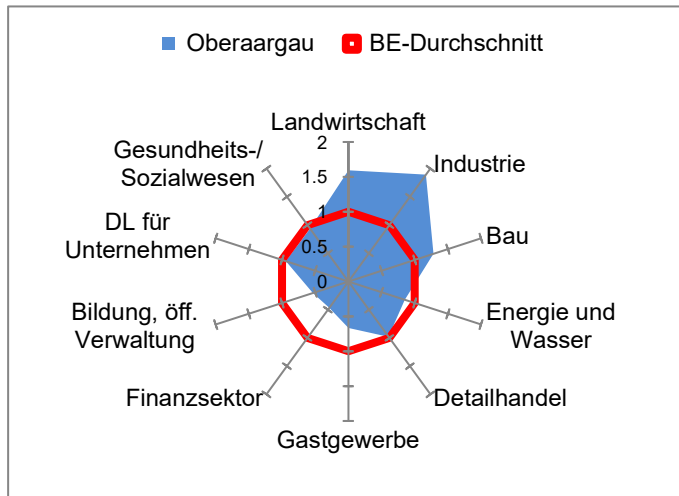 Oberaargau
BE-Durchschnitt
Landwirtschaft
Industrie
Bau
Energie und
Wasser
Detailhandel
Gastgewerbe
Finanzsektor
Bildung, öff.
Verwaltung
DL für
Unternehmen
Gesundheits-/
Sozialwesen
2
1.5
1
0.5
0